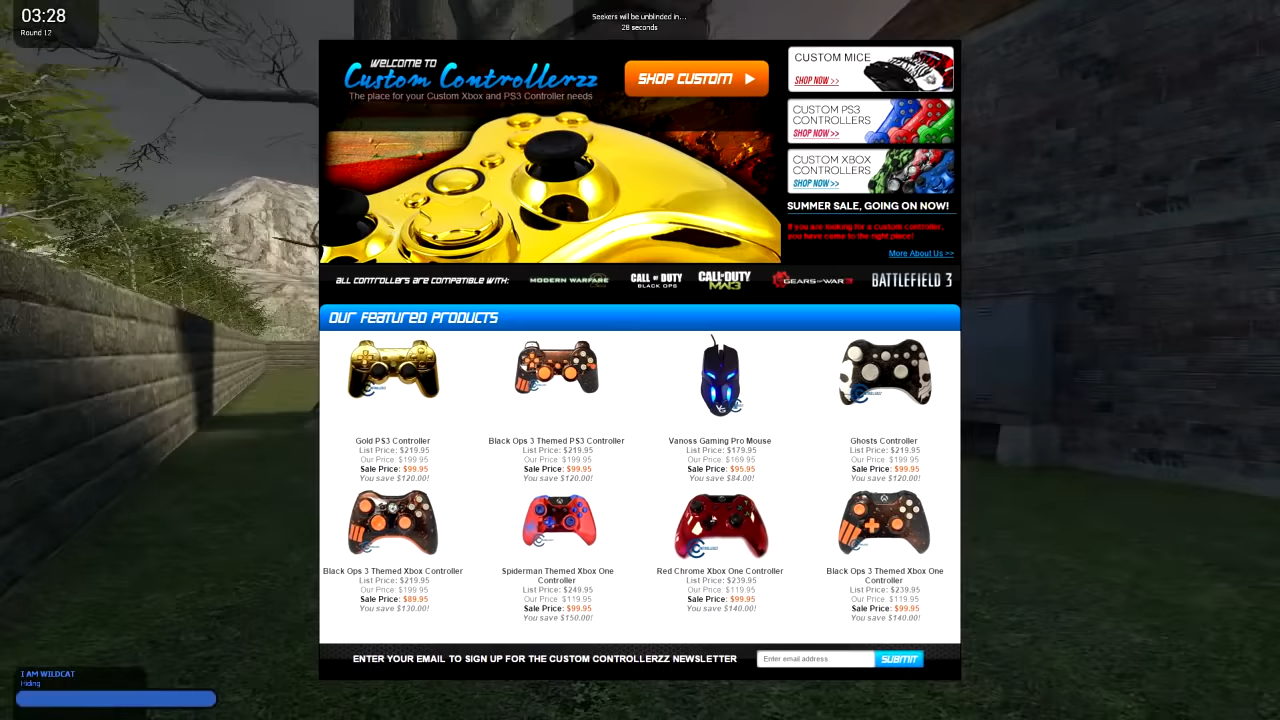 03:28
Round 12
Seekers will be unblinded in...
28 seconds
WELCOME TO
Custom Controllerzz
The place for your Custom Xbox and PS3 Controller needs
SHOP CUSTOM
CUSTOM MICE
SHOP NOW >>
CUSTOM PS3
CONTROLLERS
SHOP NOW >>
CUSTOM XBOX
CONTROLLERS
SHOP NOW >>
SUMMER SALE, GOING ON NOW!
If you are looking for a custom controller,
you have come to the right place!
More About Us >>
ALL CONTROLLERS ARE COMPATIBLE WITH:
MODERN WARFARE
CALL OF DUTY
BLACK OPS
CALL OF DUTY
MW3
GEARS OF WAR 3
BATTLEFIELD 3
OUR FEATURED PRODUCTS
Gold PS3 Controller
List Price: $219.95
Our Price: $199.95
Sale Price: $99.95
You save $120.00!
Black Ops 3 Themed PS3 Controller
List Price: $219.95
Our Price: $199.95
Sale Price: $99.95
You save $120.00!
Vanoss Gaming Pro Mouse
List Price: $179.95
Our Price: $169.95
Sale Price: $95.95
You save $84.00!
Ghosts Controller
List Price: $219.95
Our Price: $199.95
Sale Price: $99.95
You save $120.00!
Black Ops 3 Themed Xbox Controller
List Price: $219.95
Our Price: $199.95
Sale Price: $89.95
You save $130.00!
Spiderman Themed Xbox One
Controller
List Price: $249.95
Our Price: $119.95
Sale Price: $99.95
You save $150.00!
Red Chrome Xbox One Controller
List Price: $239.95
Our Price: $119.95
Sale Price: $99.95
You save $140.00!
Black Ops 3 Themed Xbox One
Controller
List Price: $239.95
Our Price: $119.95
Sale Price: $99.95
You save $140.00!
ENTER YOUR EMAIL TO SIGN UP FOR THE CUSTOM CONTROLLERZZ NEWSLETTER
Enter email address
SUBMIT
I AM WILDCAT
Hiding